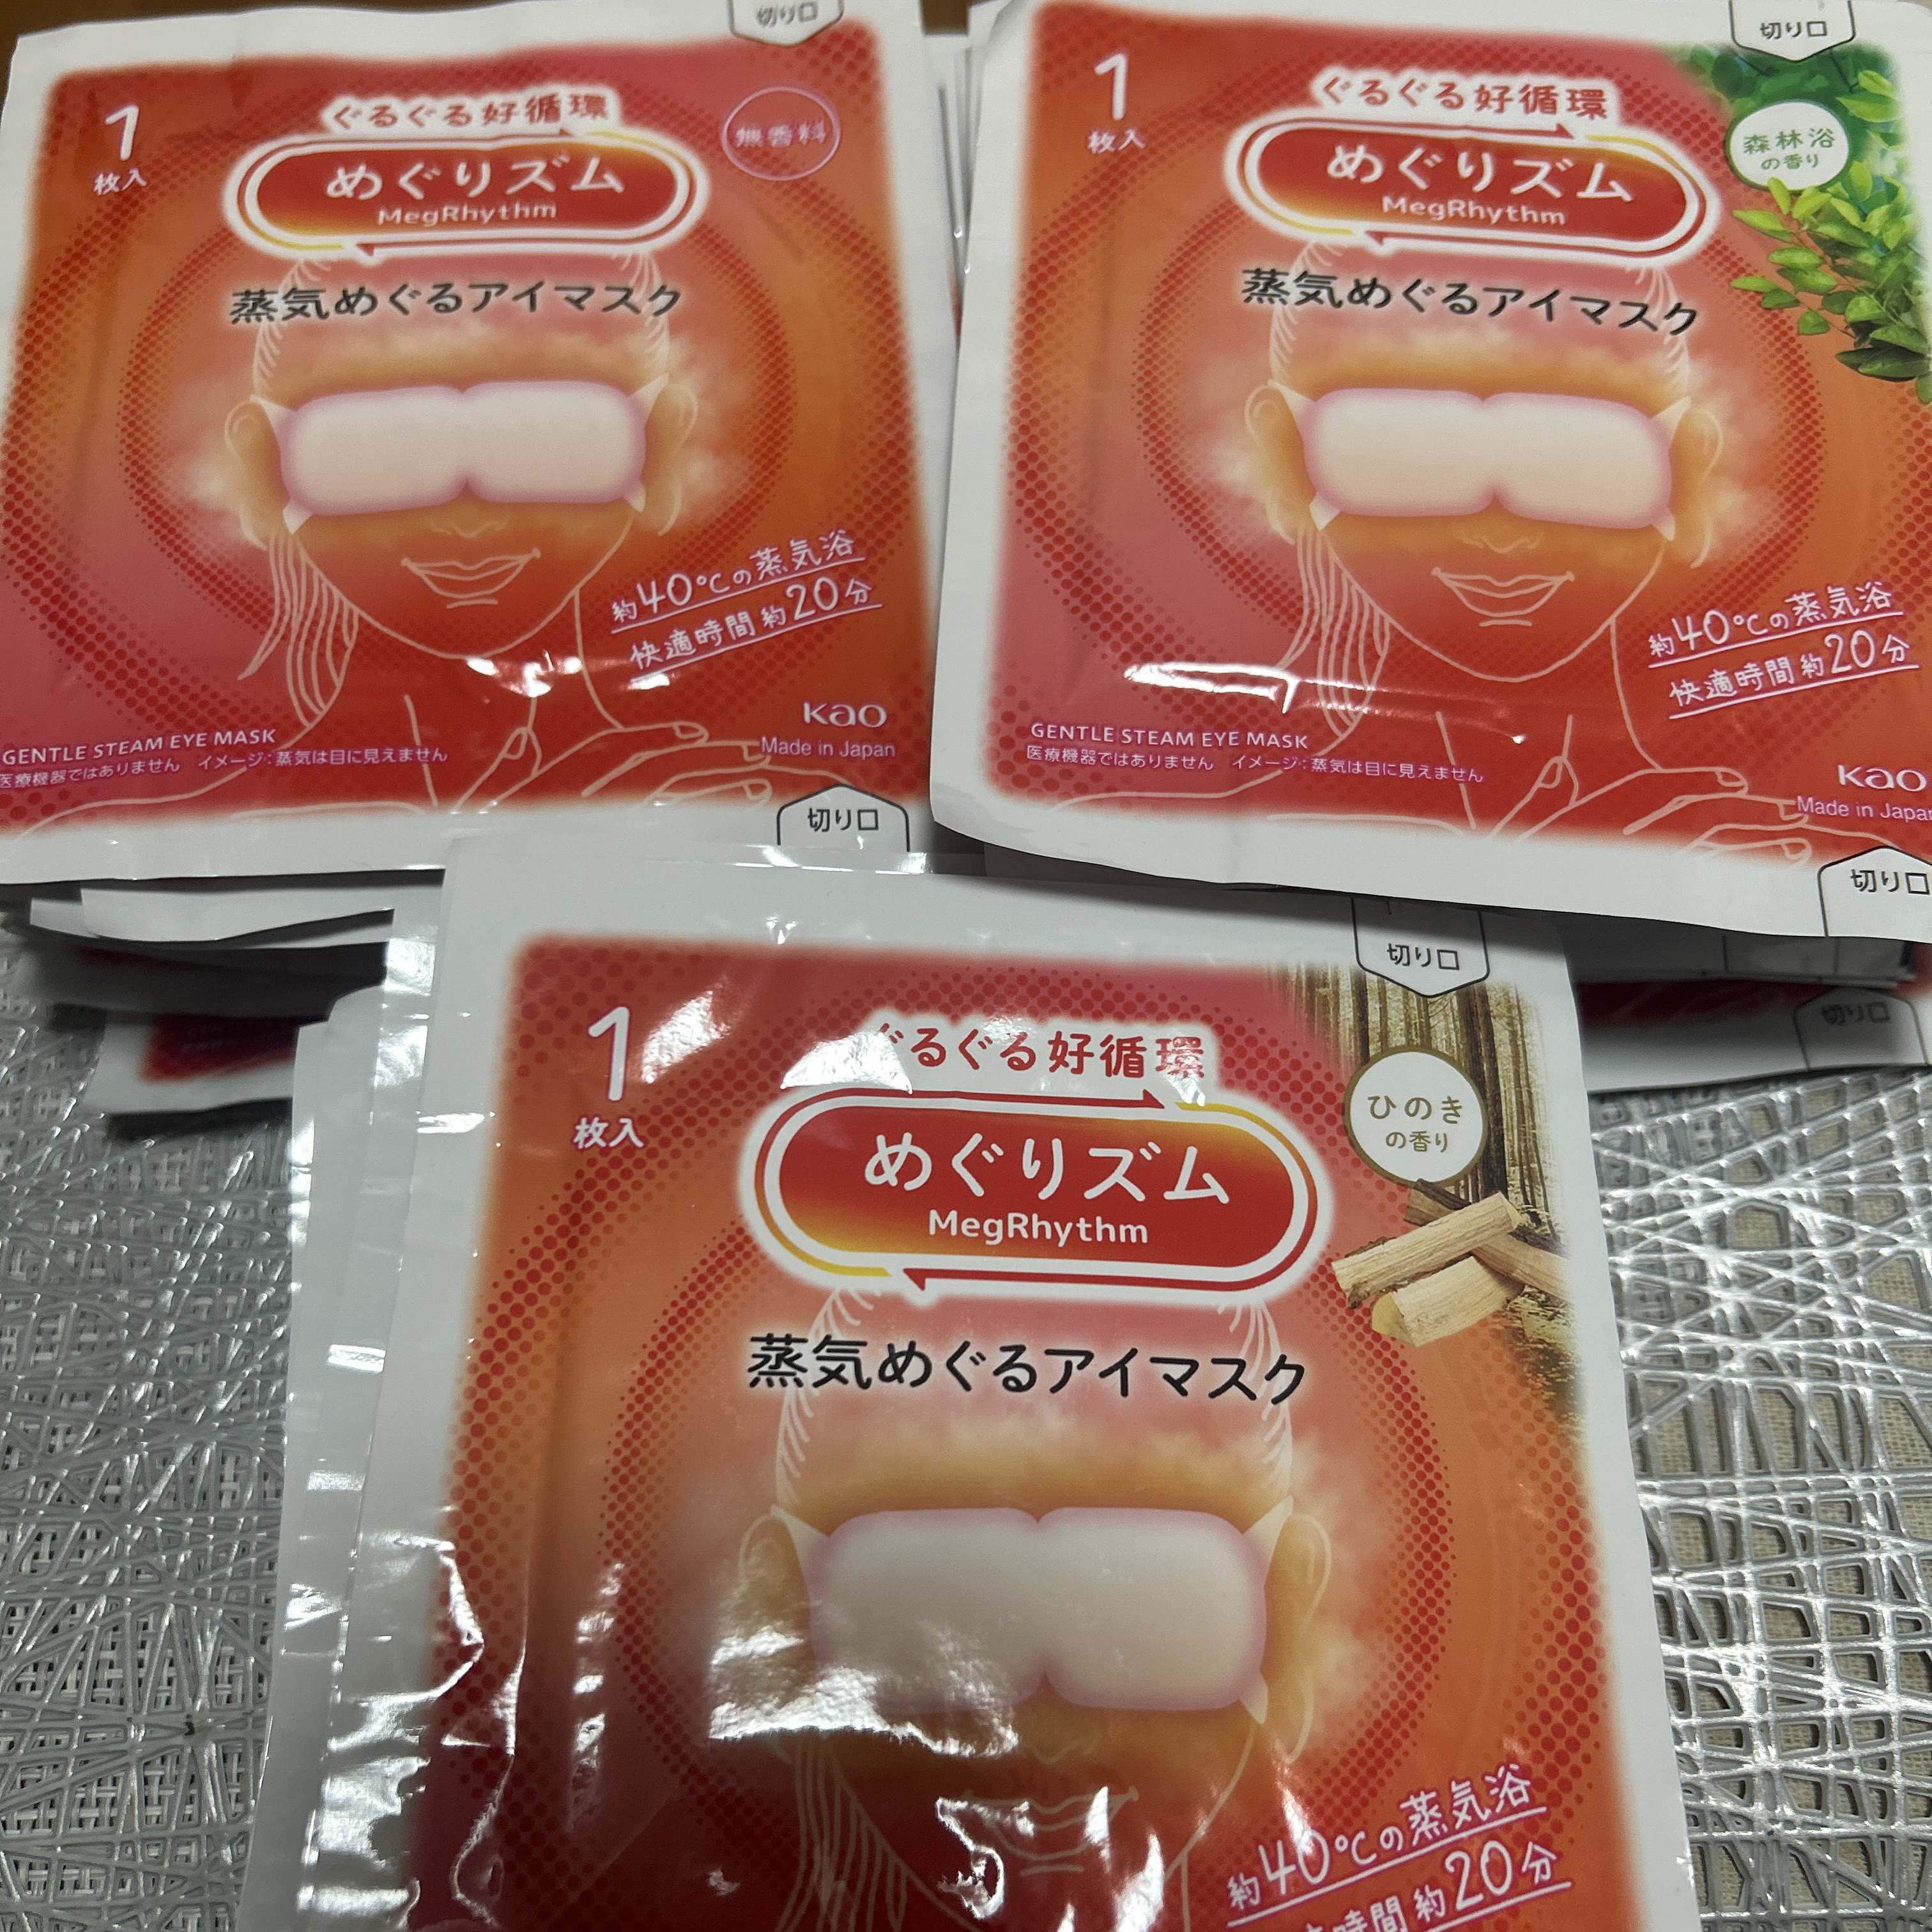 切り口
1
枚入
ぐるぐる好循環
無香料
めぐりズム
MegRhythm
蒸気めぐるアイマスク
約40℃の蒸気浴
快適時間 約20分
Kao
Made in Japan
GENTLE STEAM EYE MASK
医療機器ではありません イメージ:蒸気は目に見えません
切り口
切り口
1
枚入
ぐるぐる好循環
森林浴
の香り
めぐりズム
MegRhythm
蒸気めぐるアイマスク
約40℃の蒸気浴
快適時間 約20分
GENTLE STEAM EYE MASK
医療機器ではありません イメージ:蒸気は目に見えません
Kao
Made in Japan
切り口
切り口
切り口
1
枚入
ぐるぐる好循環
ひのき
の香り
めぐりズム
MegRhythm
蒸気めぐるアイマスク
約40℃の蒸気浴
時間 約20分